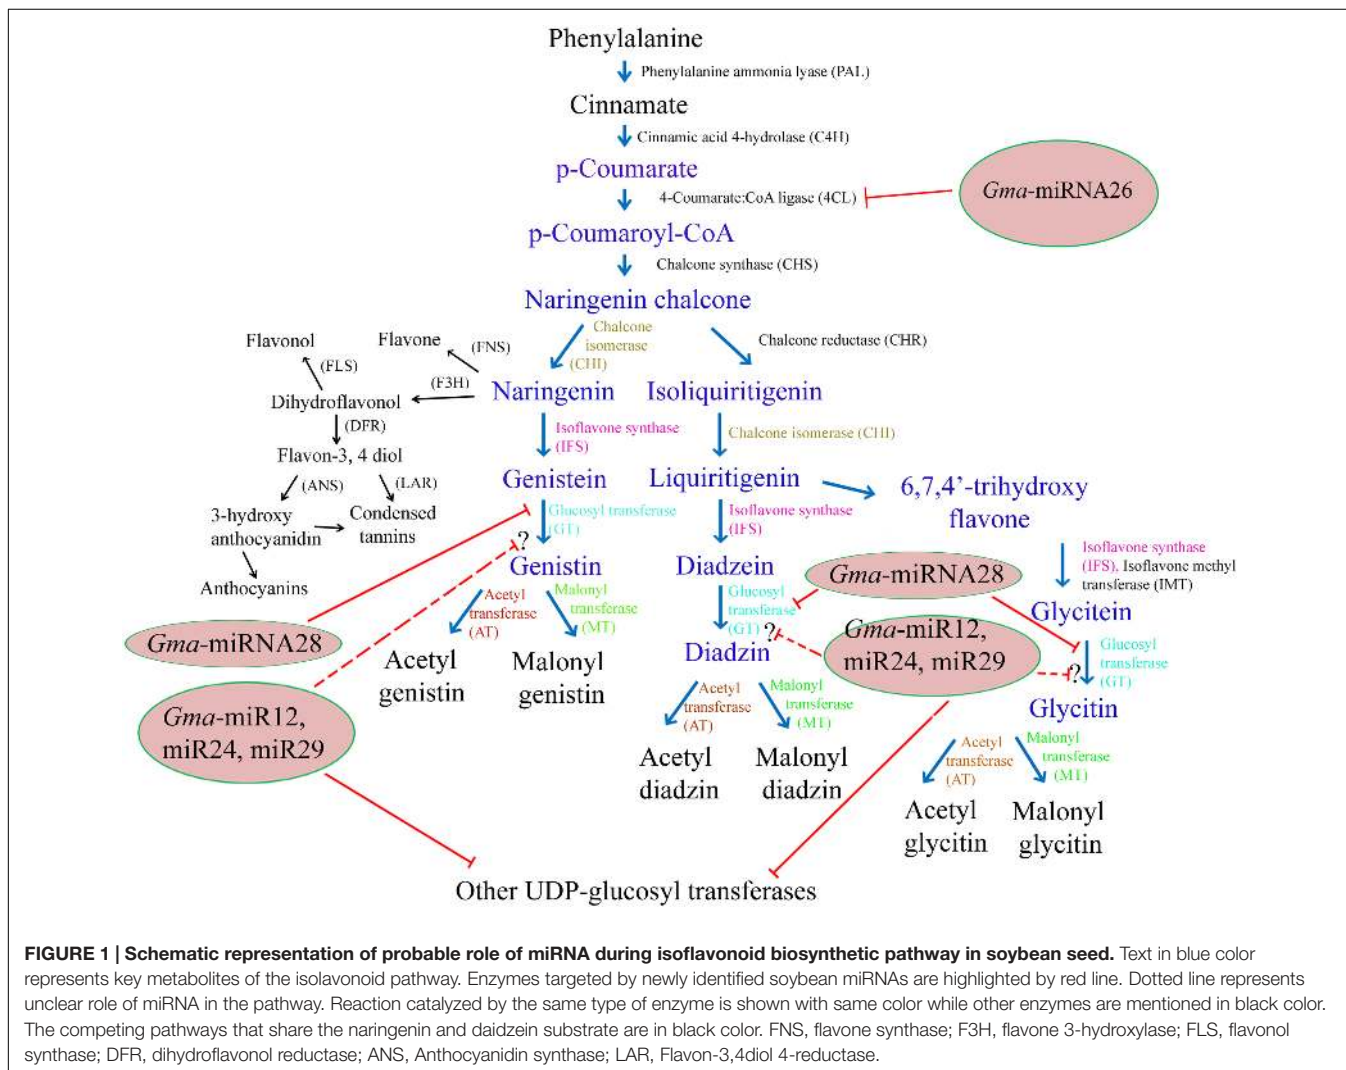 Phenylalanine
Phenylalanine ammonia lyase (PAL)
Cinnamate
Cinnamic acid 4-hydrolase (C4H)
p-Coumarate
4-Coumarate:CoA ligase (4CL)
Gma-miRNA26
p-Coumaroyl-CoA
Chalcone synthase (CHS)
Naringenin chalcone
Chalcone
isomerase
(CHI)
Chalcone reductase (CHR)
Flavonol
Flavone
(FNS)
(FLS)
(F3H)
Dihydroflavonol
Naringenin
Isoliquiritigenin
(DFR)
Isoflavone synthase
(IFS)
Chalcone isomerase (CHI)
Flavon-3, 4 diol
(ANS)
(LAR)
Genistein
Liquiritigenin
6,7,4’-trihydroxy
flavone
3-hydroxy
anthocyanidin
Condensed
tannins
Glucosyl transferase
(GT)
Isoflavone synthase
(IFS)
?
Isoflavone synthase
(IFS), Isoflavone methyl
transferase (IMT)
Anthocyanins
Genistin
Diadzein
Gma-miRNA28
Acetyl
transferase
(AT)
Malonyl
transferase
(MT)
Glucosyl
transferase
(GT)
Glycitein
Gma-miRNA28
?
Gma-miR12,
miR24, miR29
Glucosyl
transferase
(GT)
Acetyl
genistin
Malonyl
genistin
Diadzin
?
Gma-miR12,
miR24, miR29
Acetyl
transferase
(AT)
Malonyl
transferase
(MT)
Glycitin
Acetyl
diadzin
Malonyl
diadzin
Acetyl
transferase
(AT)
Malonyl
transferase
(MT)
Acetyl
glycitin
Malonyl
glycitin
Other UDP-glucosyl transferases
FIGURE 1 | Schematic representation of probable role of miRNA during isoflavonoid biosynthetic pathway in soybean seed. Text in blue color
represents key metabolites of the isolavonoid pathway. Enzymes targeted by newly identified soybean miRNAs are highlighted by red line. Dotted line represents
unclear role of miRNA in the pathway. Reaction catalyzed by the same type of enzyme is shown with same color while other enzymes are mentioned in black color.
The competing pathways that share the naringenin and daidzein substrate are in black color. FNS, flavone synthase; F3H, flavone 3-hydroxylase; FLS, flavonol
synthase; DFR, dihydroflavonol reductase; ANS, Anthocyanidin synthase; LAR, Flavon-3,4diol 4-reductase.